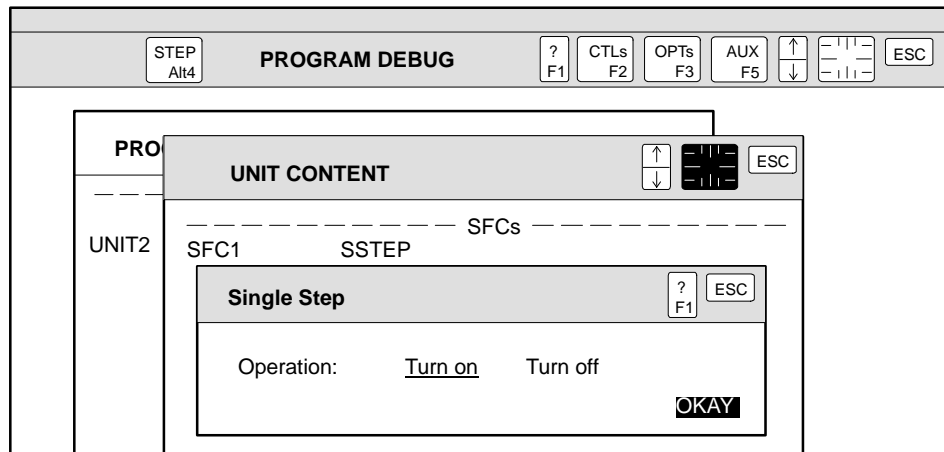 STEP Alt4 PROGRAM DEBUG ? F1 CTLs F2 OPTs F3 AUX F5 ESC
PRO
UNIT CONTENT ESC
SFCs
UNIT2 SFC1 SSTEP
Single Step ? F1 ESC
Operation: Turn on Turn off
OKAY